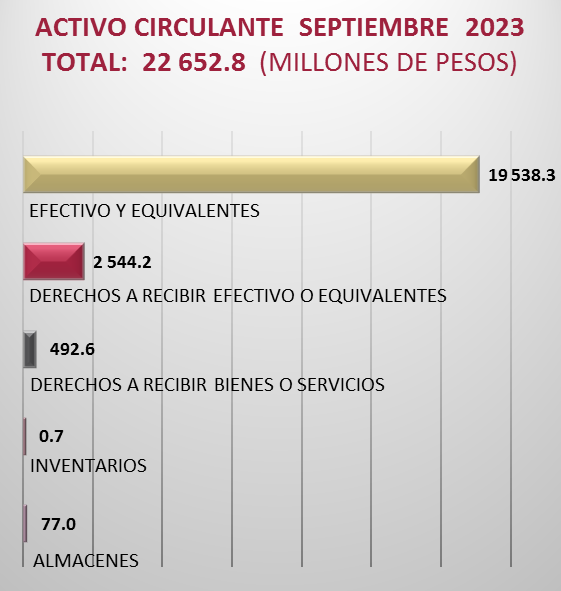 ACTIVO CIRCULANTE SEPTIEMBRE 2023
TOTAL: 22 652.8 (MILLONES DE PESOS)
19 538.3
EFECTIVO Y EQUIVALENTES
2 544.2
DERECHOS A RECIBIR EFECTIVO O EQUIVALENTES
492.6
DERECHOS A RECIBIR BIENES O SERVICIOS
0.7
INVENTARIOS
77.0
ALMACENES